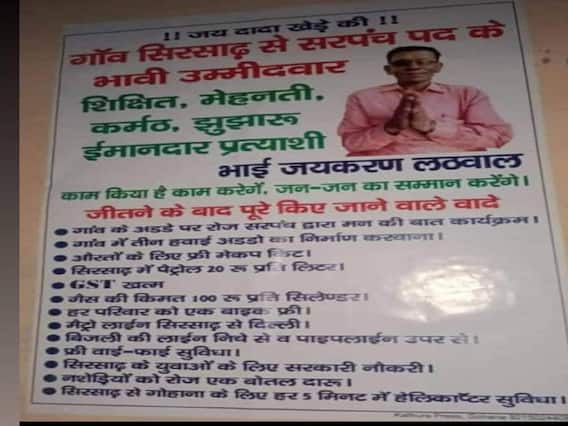 !! जय दादा खेड़े की !!
गाँव सिरसाढ़ से सरपंच पद के
भावी उम्मीदवार
शिक्षित, मेहनती,
कर्मठ, झुझारू
ईमानदार प्रत्याशी
भाई जयकरण लठवाल
काम किया है काम करेगें, जन-जन का सम्मान करेंगे।
जीतने के बाद पूरे किए जाने वाले वादे
● गांव के अडडे पर रोज सरपंच द्वारा मन की बात कार्यक्रम।
● गांव में तीन हवाई अडडो का निर्माण करवाना।
● औरतों के लिए फ्री मेकप किट।
● सिरसाढ़ में पैट्रोल 20 रू प्रति लिटर।
● GST खत्म
● गैस की किमत 100 रू प्रति सिलेण्डर।
● हर परिवार को एक बाइक फ्री।
● मैट्रो लाईन सिरसाढ़ से दिल्ली।
● बिजली की लाईन निचे से व पाइपलाईन उपर से।
● फ्री वाई-फाई सुविधा।
● सिरसाढ़ के युवाओं के लिए सरकारी नौकरी।
● नशेड़ियों को रोज एक बोतल दारू।
● सिरसाढ़ से गोहाना के लिए हर 5 मिनट में हेलिकाप्टर सुविधा।